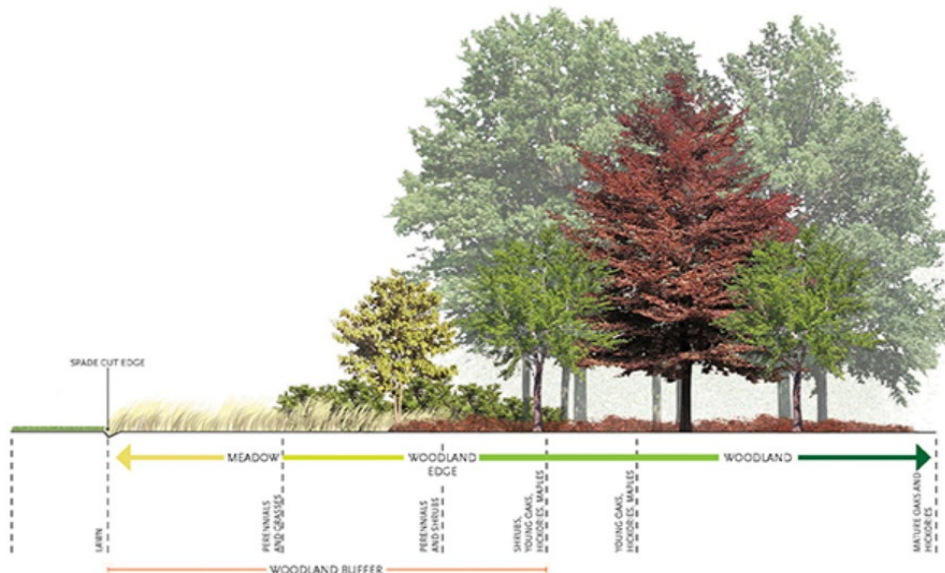 SPADE CUT EDGE
MEADOW
WOODLAND
EDGE
WOODLAND
LAWN
PERENNIALS
AND GRASSES
PERENNIALS
AND SHRUBS
SHRUBS,
YOUNG OAKS,
HICKORIES, MAPLES
YOUNG OAKS,
HICKORIES, MAPLES
MATURE OAKS AND
HICKORIES
WOODLAND BUFFER